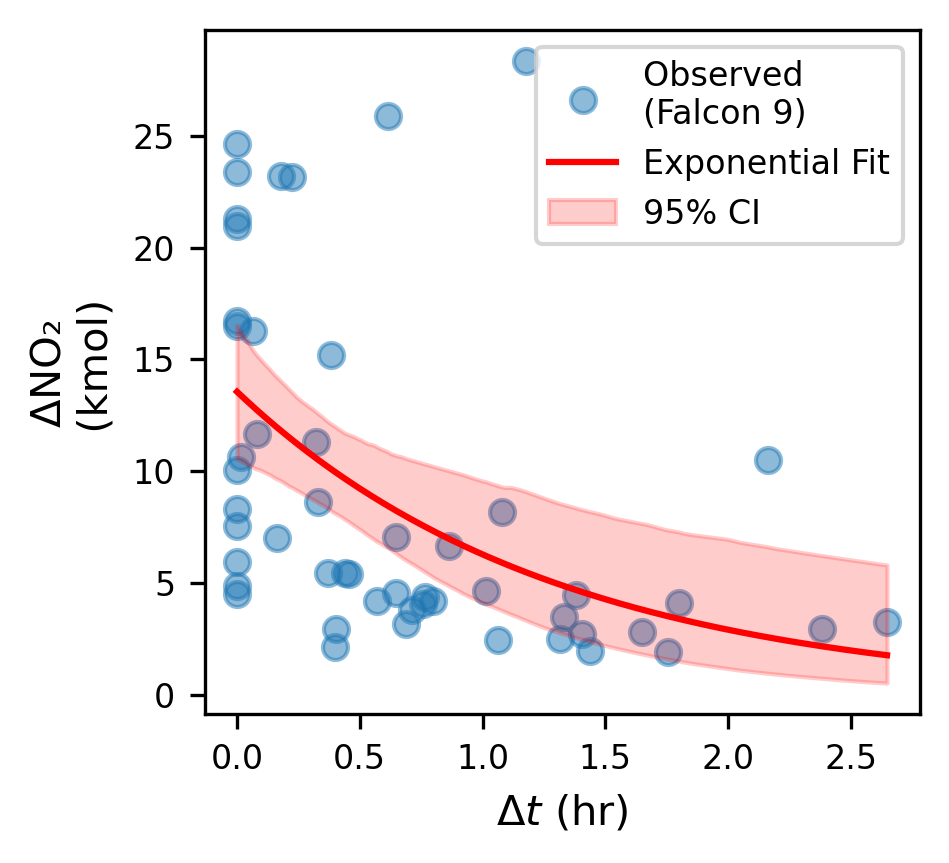 Observed
(Falcon 9)
Exponential Fit
95% CI
25
20
15
10
5
0
ΔNO₂
(kmol)
0.0 0.5 1.0 1.5 2.0 2.5
Δt (hr)